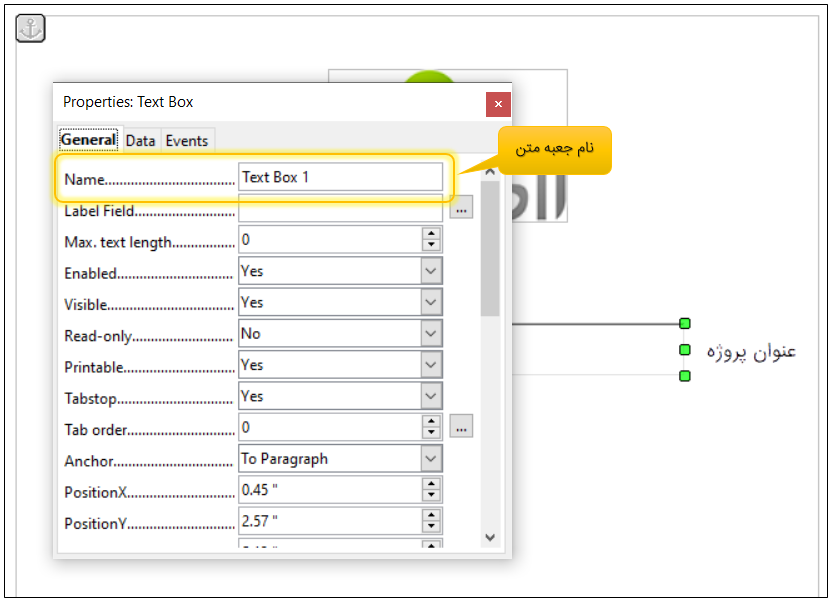 Properties: Text Box
General Data Events
نام جعبه متن
Name.................................. Text Box 1
Label Field.......................... ...
Max. text length................ 0
Enabled.............................. Yes
Visible................................. Yes
Read-only.......................... No
Printable............................. Yes
Tabstop.............................. Yes
Tab order........................... 0 ...
Anchor............................... To Paragraph
PositionX............................ 0.45 "
PositionY............................ 2.57 "
عنوان پروژه